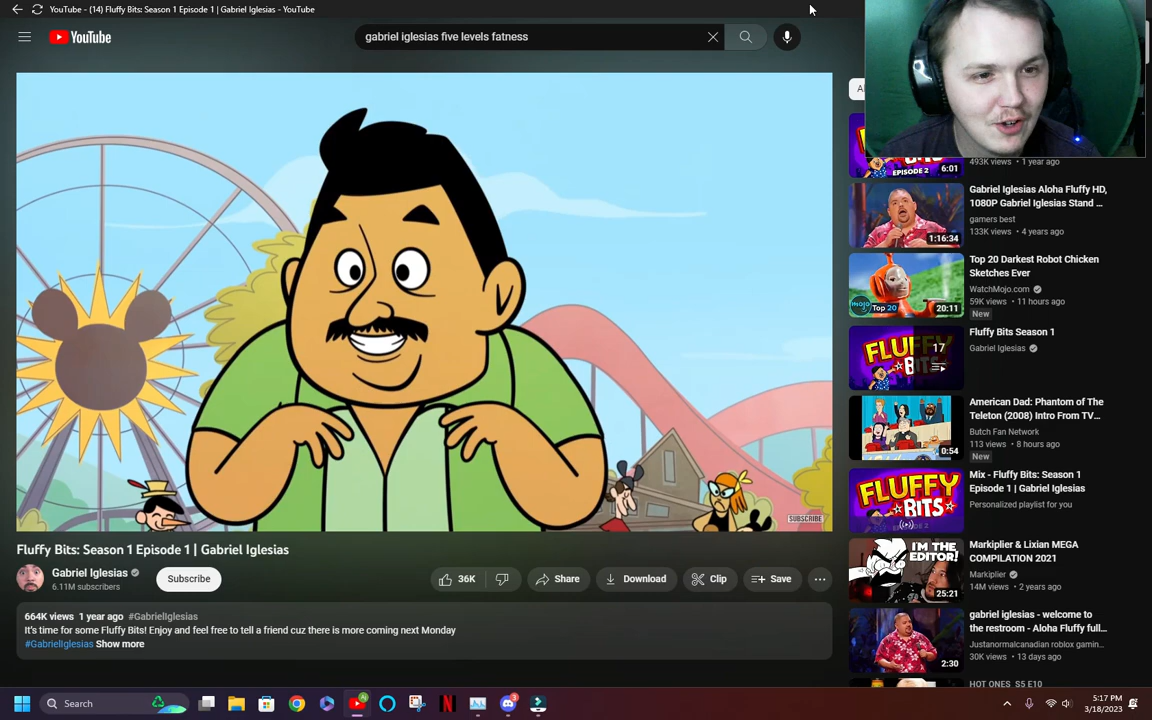 YouTube - (14) Fluffy Bits: Season 1 Episode 1 | Gabriel Iglesias - YouTube
YouTube
gabriel iglesias five levels fatness
SUBSCRIBE
Fluffy Bits: Season 1 Episode 1 | Gabriel Iglesias
Gabriel Iglesias
6.11M subscribers
Subscribe
36K
Share
Download
Clip
Save
664K views 1 year ago #GabrielIglesias
It's time for some Fluffy Bits! Enjoy and feel free to tell a friend cuz there is more coming next Monday
#GabrielIglesias Show more
493K views • 1 year ago
EPISODE 2
6:01
Gabriel Iglesias Aloha Fluffy HD,
1080P Gabriel Iglesias Stand ...
gamers best
133K views • 4 years ago
1:16:34
Top 20 Darkest Robot Chicken
Sketches Ever
WatchMojo.com
59K views • 11 hours ago
New
mojo
Top 20
20:11
Fluffy Bits Season 1
Gabriel Iglesias
17
American Dad: Phantom of The
Teleton (2008) Intro From TV...
Butch Fan Network
113 views • 8 hours ago
New
0:54
Mix - Fluffy Bits: Season 1
Episode 1 | Gabriel Iglesias
Personalized playlist for you
FLUFFY
BITS
Markiplier & Lixian MEGA
COMPILATION 2021
Markiplier
14M views • 2 years ago
I'M THE
EDITOR!
25:21
gabriel iglesias - welcome to
the restroom - Aloha Fluffy full...
Justanormalcanadian roblox gamin...
30K views • 13 days ago
2:30
HOT ONES S5 E10
Search
3
5:17 PM
3/18/2023